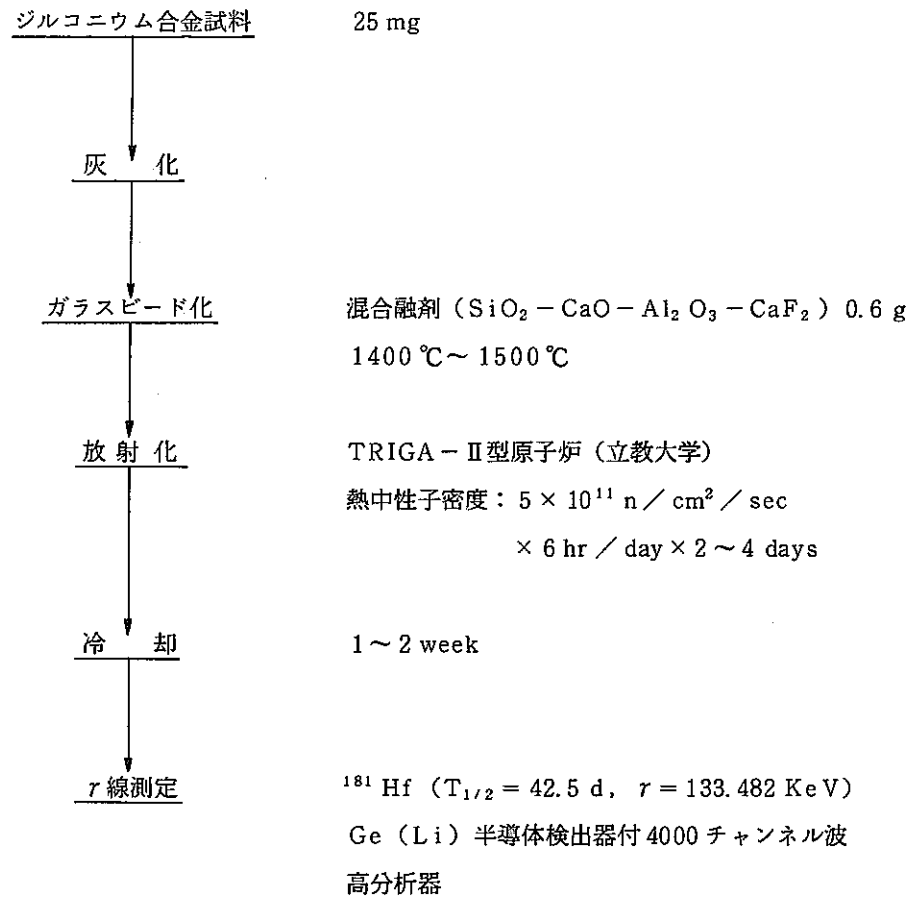 ジルコニウム合金試料 25 mg
灰 化
ガラスビード化 混合融剤（SiO₂－CaO－Al₂O₃－CaF₂）0.6 g
1400℃～1500℃
放射化 TRIGA－Ⅱ型原子炉（立教大学）
熱中性子密度：5 × 10¹¹ n／cm²／sec
× 6 hr／day × 2～4 days
冷 却 1～2 week
r線測定 ¹⁸¹Hf（T₁/₂ = 42.5 d, r = 133.482 KeV）
Ge（Li）半導体検出器付4000チャンネル波
高分析器